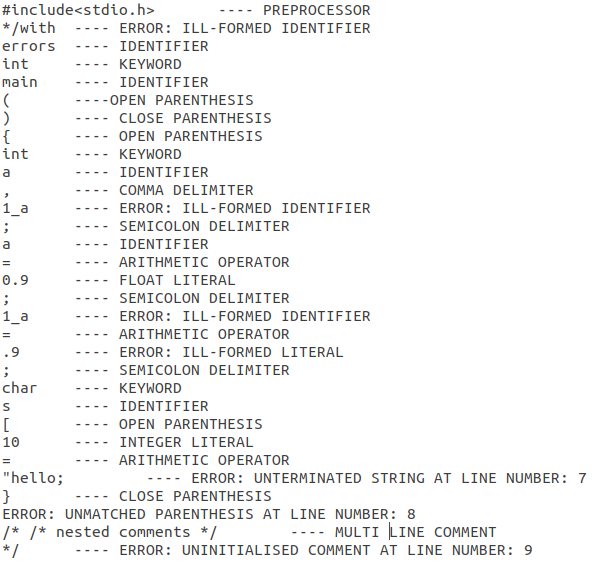 #include<stdio.h> ---- PREPROCESSOR
*/with ---- ERROR: ILL-FORMED IDENTIFIER
errors ---- IDENTIFIER
int ---- KEYWORD
main ---- IDENTIFIER
( ----OPEN PARENTHESIS
) ---- CLOSE PARENTHESIS
{ ---- OPEN PARENTHESIS
int ---- KEYWORD
a ---- IDENTIFIER
, ---- COMMA DELIMITER
1_a ---- ERROR: ILL-FORMED IDENTIFIER
; ---- SEMICOLON DELIMITER
a ---- IDENTIFIER
= ---- ARITHMETIC OPERATOR
0.9 ---- FLOAT LITERAL
; ---- SEMICOLON DELIMITER
1_a ---- ERROR: ILL-FORMED IDENTIFIER
= ---- ARITHMETIC OPERATOR
.9 ---- ERROR: ILL-FORMED LITERAL
; ---- SEMICOLON DELIMITER
char ---- KEYWORD
s ---- IDENTIFIER
[ ---- OPEN PARENTHESIS
10 ---- INTEGER LITERAL
= ---- ARITHMETIC OPERATOR
"hello; ---- ERROR: UNTERMINATED STRING AT LINE NUMBER: 7
} ---- CLOSE PARENTHESIS
ERROR: UNMATCHED PARENTHESIS AT LINE NUMBER: 8
/* /* nested comments */ ---- MULTI LINE COMMENT
*/ ---- ERROR: UNINITIALISED COMMENT AT LINE NUMBER: 9